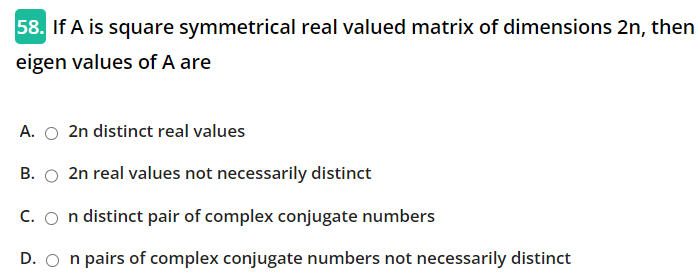 58. If A is square symmetrical real valued matrix of dimensions 2n, then
eigen values of A are
A. 2n distinct real values
B. 2n real values not necessarily distinct
C. n distinct pair of complex conjugate numbers
D. n pairs of complex conjugate numbers not necessarily distinct